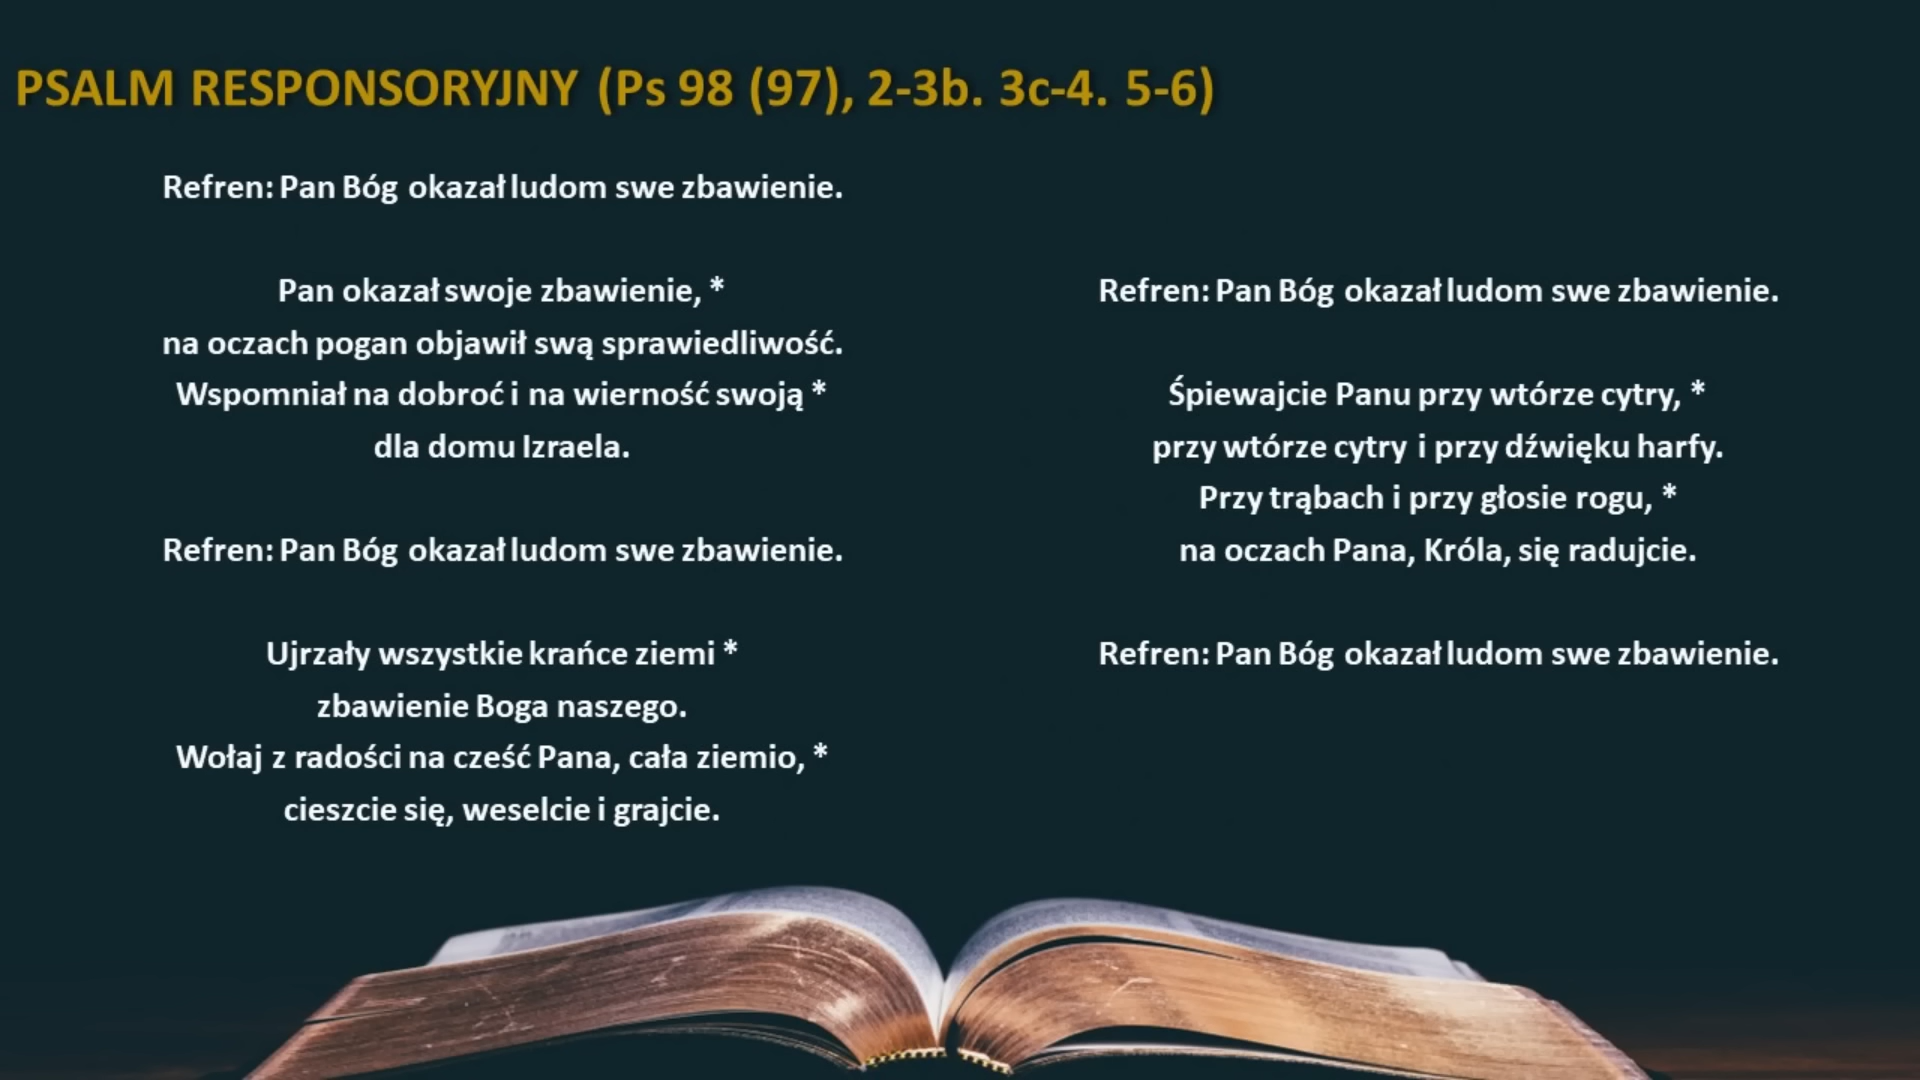 PSALM RESPONSORYJNY (Ps 98 (97), 2-3b. 3c-4. 5-6)
Refren: Pan Bóg okazał ludom swe zbawienie.
Pan okazał swoje zbawienie, *
na oczach pogan objawił swą sprawiedliwość.
Wspomniał na dobroć i na wierność swoją *
dla domu Izraela.
Refren: Pan Bóg okazał ludom swe zbawienie.
Ujrzały wszystkie krańce ziemi *
zbawienie Boga naszego.
Wołaj z radości na cześć Pana, cała ziemio, *
cieszcie się, weselcie i grajcie.
Refren: Pan Bóg okazał ludom swe zbawienie.
Śpiewajcie Panu przy wtórze cytry, *
przy wtórze cytry i przy dźwięku harfy.
Przy trąbach i przy głosie rogu, *
na oczach Pana, Króla, się radujcie.
Refren: Pan Bóg okazał ludom swe zbawienie.